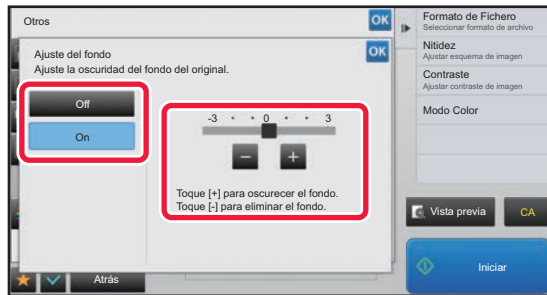 Otros
OK
Ajuste del fondo
OK
Ajuste la oscuridad del fondo del original.
Off
On
-3 • • 0 • • 3
− +
Toque [+] para oscurecer el fondo.
Toque [-] para eliminar el fondo.
Atrás
Formato de Fichero
Seleccionar formato de archivo
Nitidez
Ajustar esquema de imagen
Contraste
Ajustar contraste de imagen
Modo Color
Vista previa
CA
Iniciar